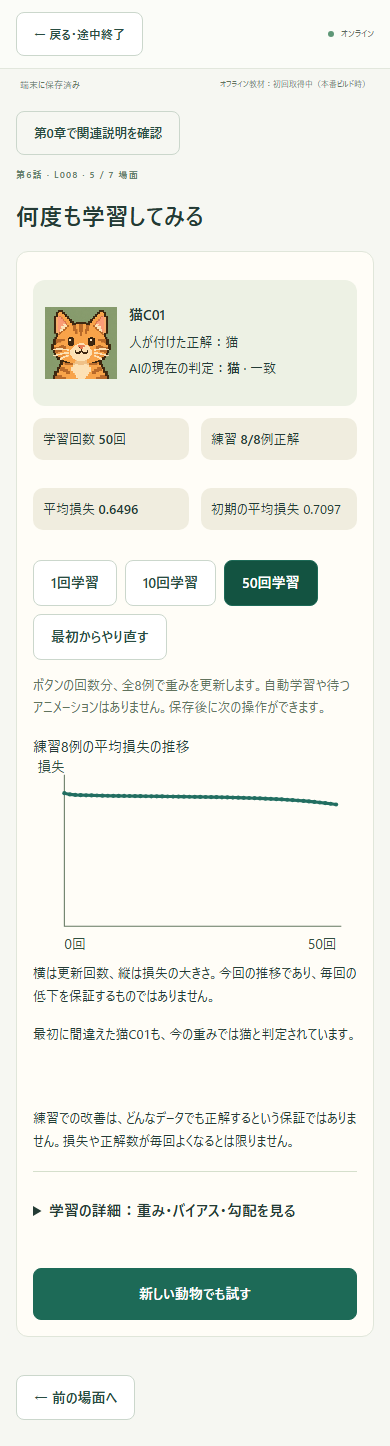 ← 戻る・途中終了
オンライン
端末に保存済み
オフライン教材：初回取得中（本番ビルド時）
第0章で関連説明を確認
第6話 · L008 · 5 / 7 場面
何度も学習してみる
猫C01
人が付けた正解：猫
AIの現在の判定：猫 · 一致
学習回数 50回
練習 8/8例正解
平均損失 0.6496
初期の平均損失 0.7097
1回学習
10回学習
50回学習
最初からやり直す
ボタンの回数分、全8例で重みを更新します。自動学習や待つ
アニメーションはありません。保存後に次の操作ができます。
練習8例の平均損失の推移
損失
0回
50回
横は更新回数、縦は損失の大きさ。今回の推移であり、毎回の
低下を保証するものではありません。
最初に間違えた猫C01も、今の重みでは猫と判定されています。
練習での改善は、どんなデータでも正解するという保証ではありま
せん。損失や正解数が毎回よくなるとは限りません。
▶ 学習の詳細：重み・バイアス・勾配を見る
新しい動物でも試す
← 前の場面へ